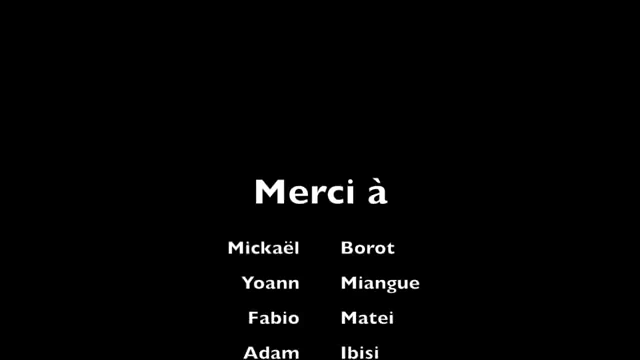 Merci à
Mickaël Borot
Yoann Miangue
Fabio Matei
Adam Ibisi